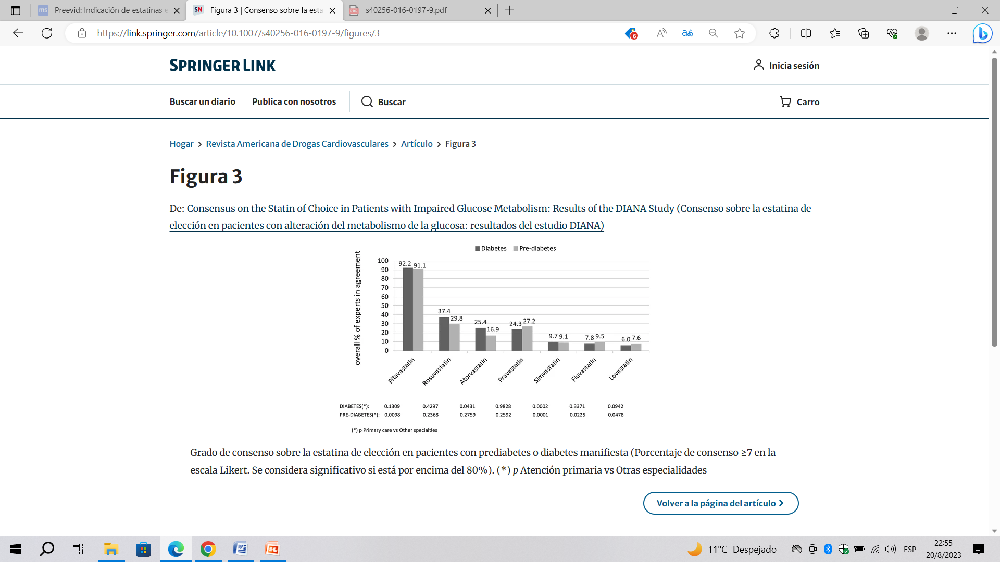 Preevid: Indicación de estatinas e
Figura 3 | Consenso sobre la esta
s40256-016-0197-9.pdf
https://link.springer.com/article/10.1007/s40256-016-0197-9/figures/3
6
SPRINGER LINK
Inicia sesión
Buscar un diario
Publica con nosotros
Buscar
Carro
Hogar > Revista Americana de Drogas Cardiovasculares > Artículo > Figura 3
Figura 3
De: Consensus on the Statin of Choice in Patients with Impaired Glucose Metabolism: Results of the DIANA Study (Consenso sobre la estatina de
elección en pacientes con alteración del metabolismo de la glucosa: resultados del estudio DIANA)
Diabetes Pre-diabetes
overall % of experts in agreement
100
90
80
70
60
50
40
30
20
10
0
92.2 91.1
37.4 29.8
25.4 16.9
24.3 27.2
9.7 9.1
7.8 9.5
6.0 7.6
Pitavastatin
Rosuvastatin
Atorvastatin
Pravastatin
Simvastatin
Fluvastatin
Lovastatin
DIABETES(*): 0.1309 0.4297 0.0431 0.9828 0.0002 0.3371 0.0942
PRE-DIABETES(*): 0.0098 0.2368 0.2759 0.2592 0.0001 0.0225 0.0478
(*) p Primary care vs Other specialties
Grado de consenso sobre la estatina de elección en pacientes con prediabetes o diabetes manifiesta (Porcentaje de consenso ≥7 en la
escala Likert. Se considera significativo si está por encima del 80%). (*) p Atención primaria vs Otras especialidades
Volver a la página del artículo >
11°C Despejado
ESP
22:55
20/8/2023